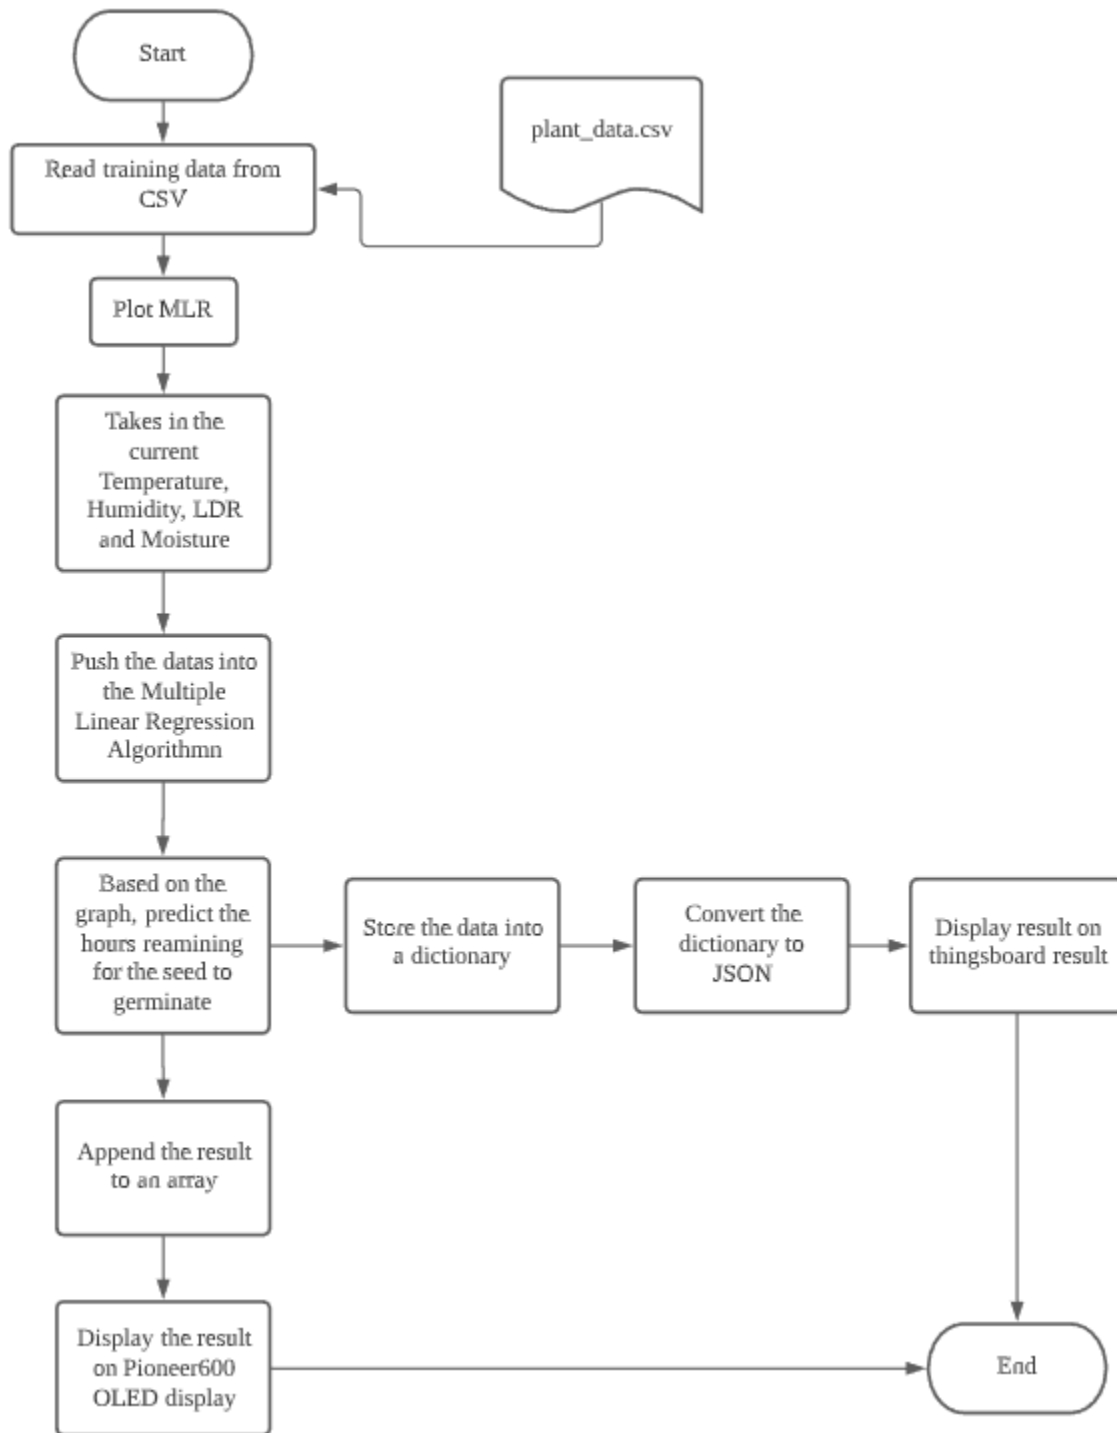 Start
plant_data.csv
Read training data from
CSV
Plot MLR
Takes in the
current
Temperature,
Humidity, LDR
and Moisture
Push the datas into
the Multiple
Linear Regression
Algorithmn
Based on the
graph, predict the
hours reamining
for the seed to
germinate
Store the data into
a dictionary
Convert the
dictionary to
JSON
Display result on
thingsboard result
Append the result
to an array
Display the result
on Pioneer600
OLED display
End